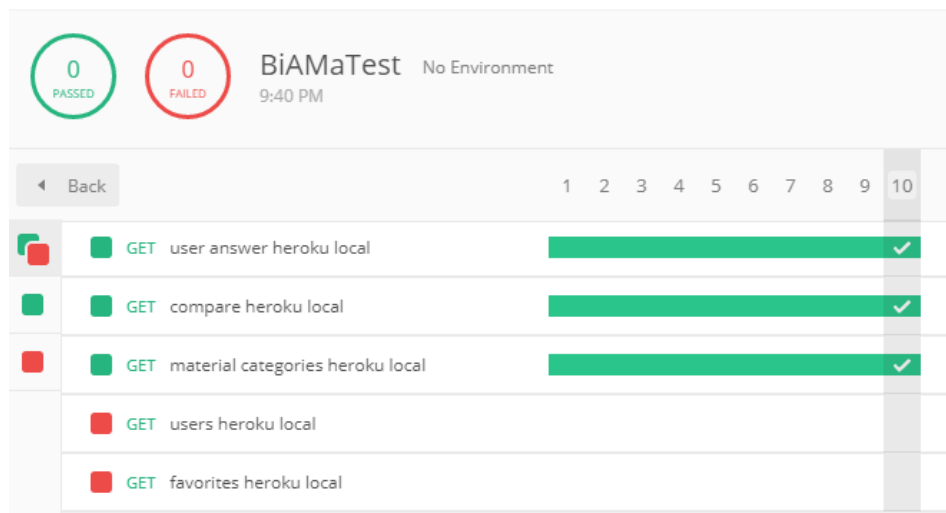 0
PASSED
0
FAILED
BiAMaTest No Environment
9:40 PM
Back 1 2 3 4 5 6 7 8 9 10
GET user answer heroku local
GET compare heroku local
GET material categories heroku local
GET users heroku local
GET favorites heroku local